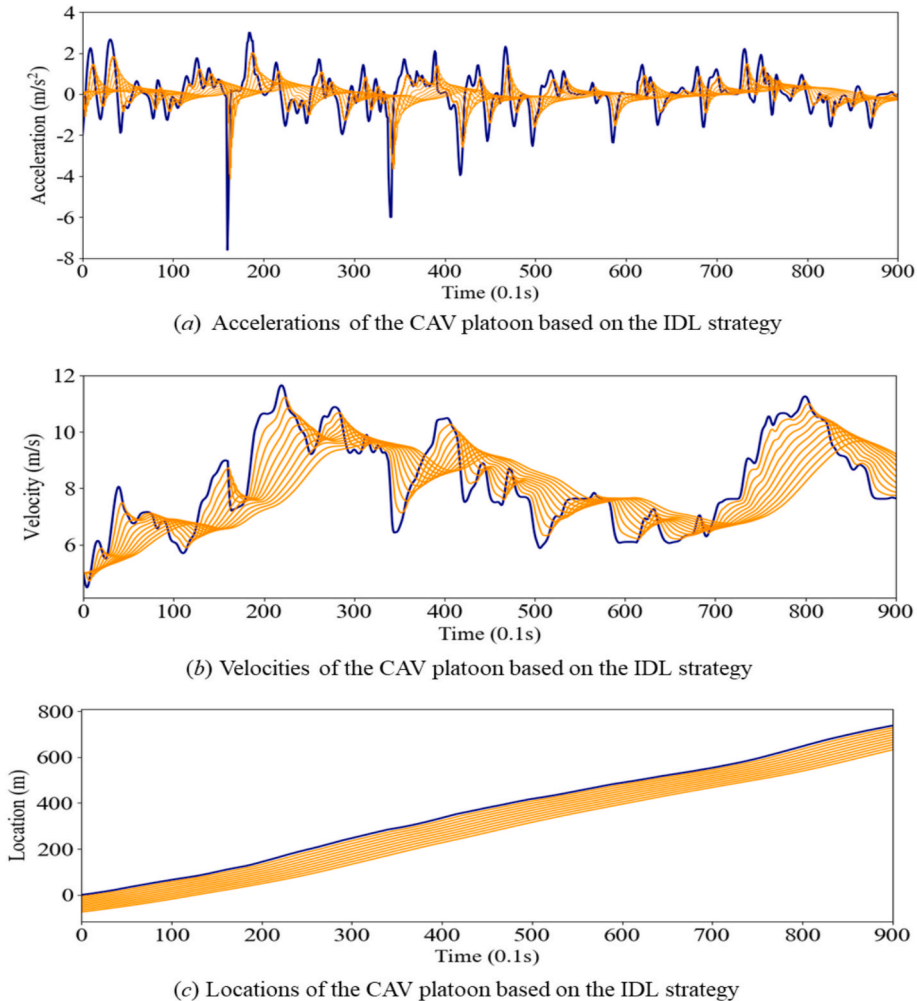 4
2
0
-2
-4
-6
-8
Acceleration (m/s²)
0 100 200 300 400 500 600 700 800 900
Time (0.1s)
(a) Accelerations of the CAV platoon based on the IDL strategy
12
10
8
6
Velocity (m/s)
0 100 200 300 400 500 600 700 800 900
Time (0.1s)
(b) Velocities of the CAV platoon based on the IDL strategy
800
600
400
200
0
Location (m)
0 100 200 300 400 500 600 700 800 900
Time (0.1s)
(c) Locations of the CAV platoon based on the IDL strategy